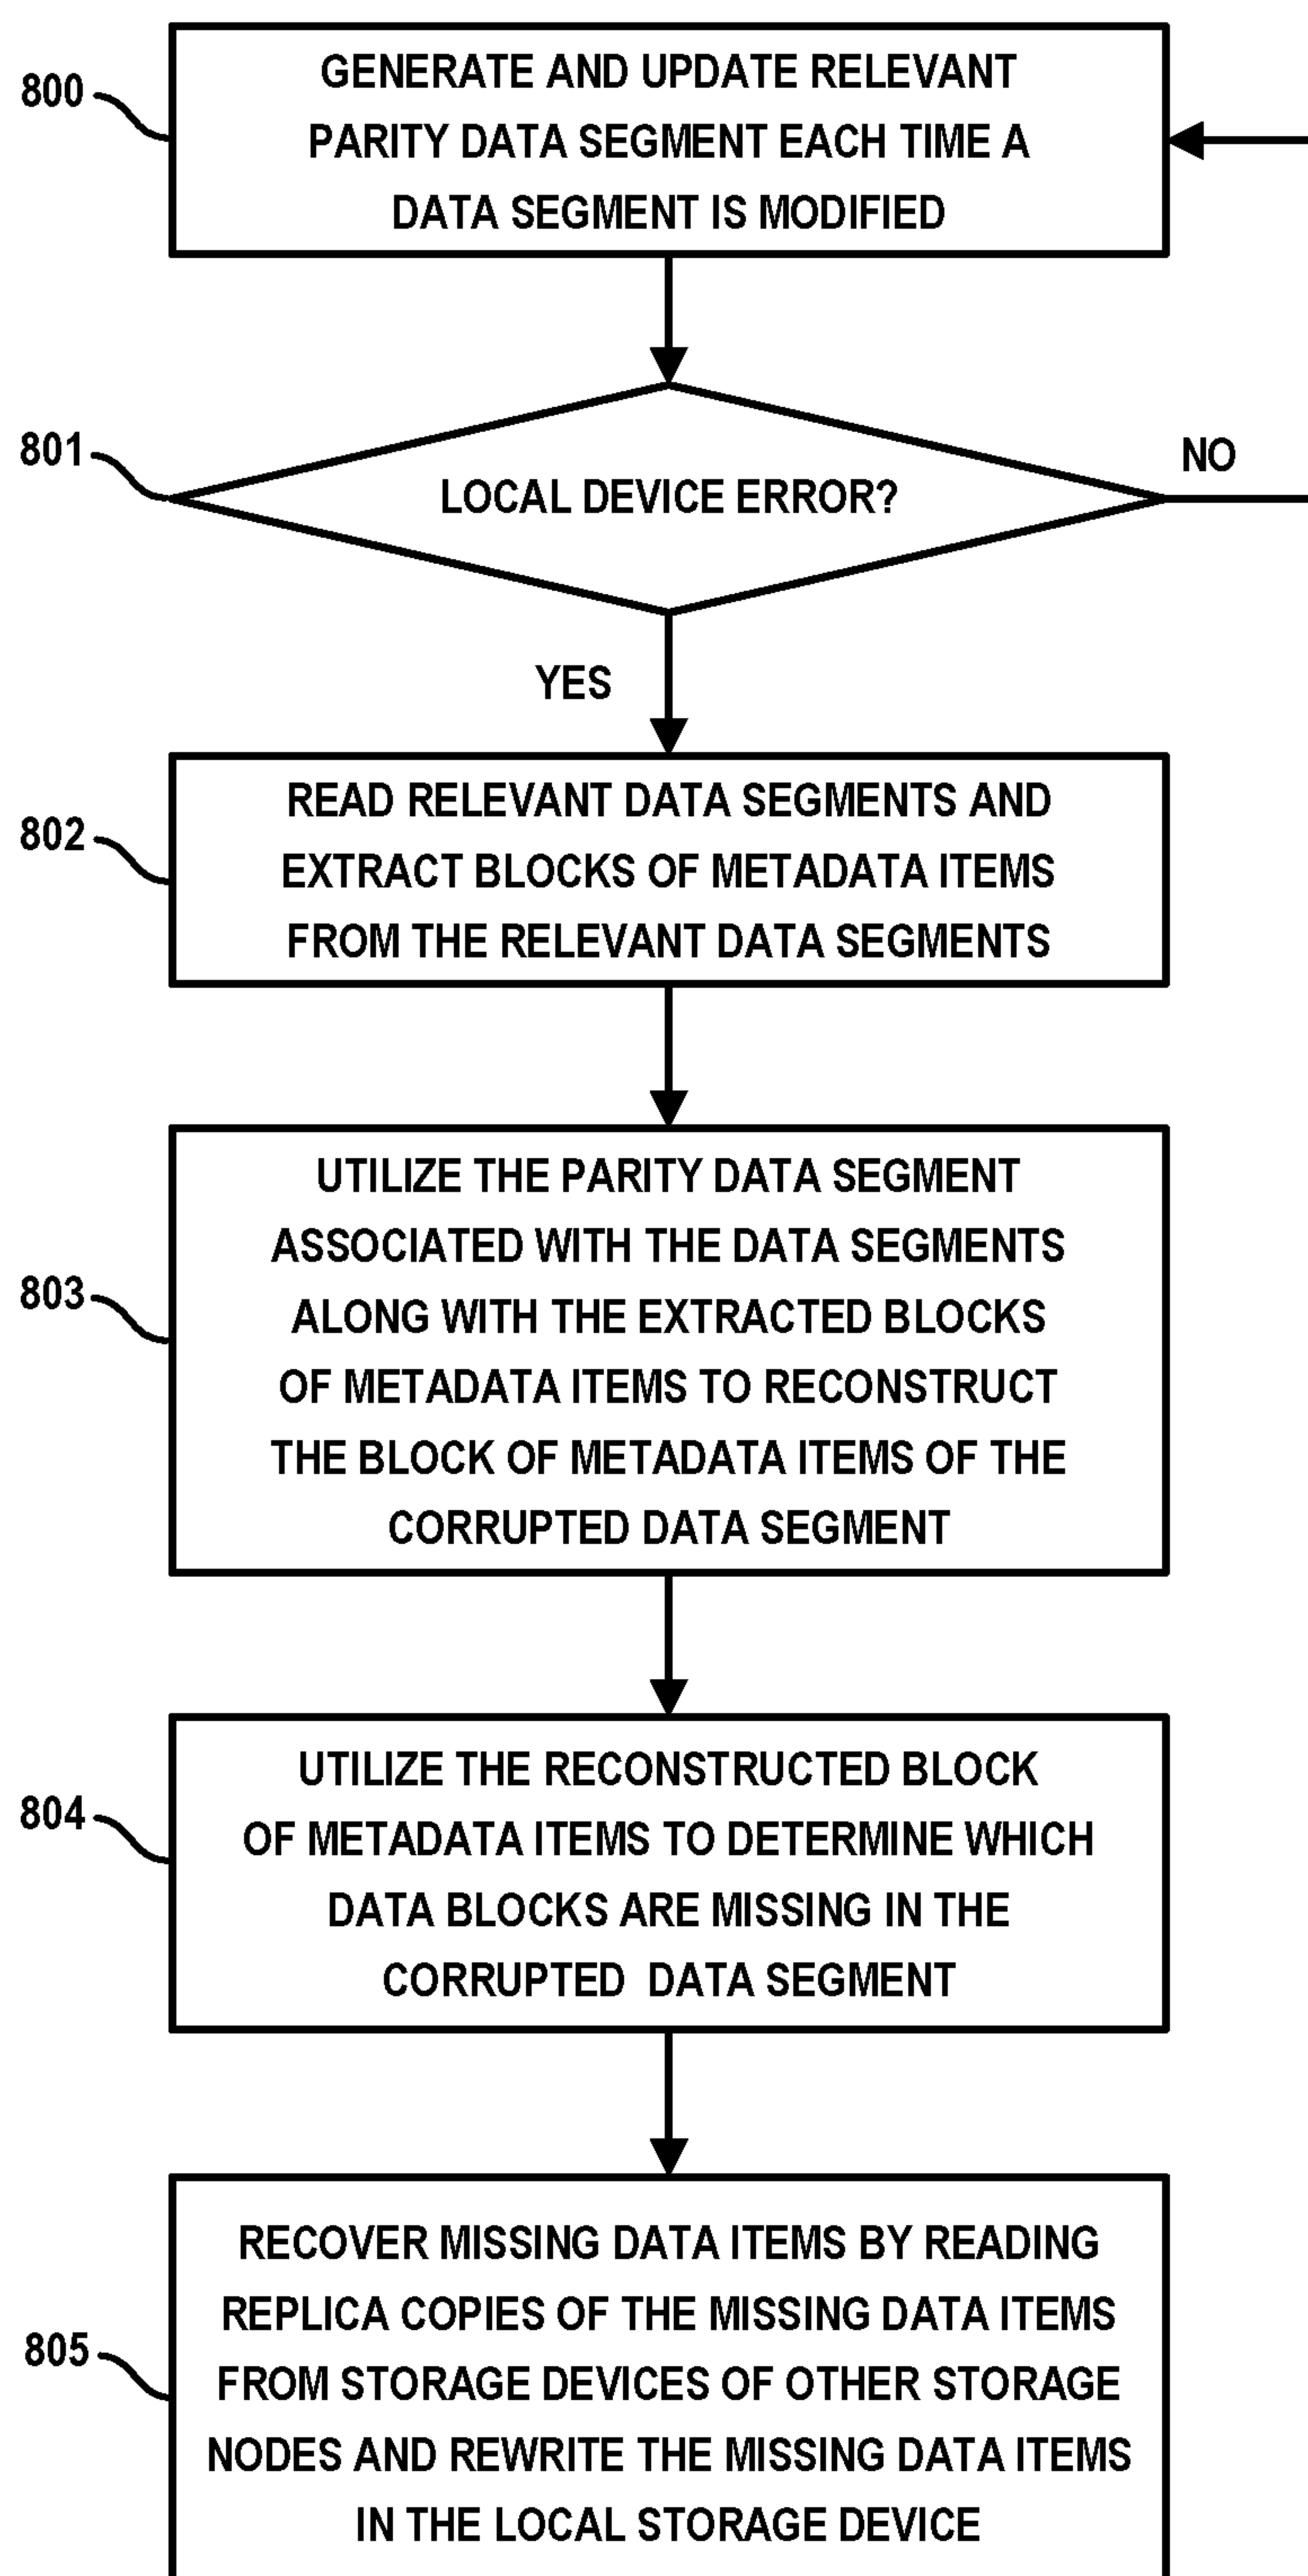 800
GENERATE AND UPDATE RELEVANT
PARITY DATA SEGMENT EACH TIME A
DATA SEGMENT IS MODIFIED
801
LOCAL DEVICE ERROR?
NO
YES
802
READ RELEVANT DATA SEGMENTS AND
EXTRACT BLOCKS OF METADATA ITEMS
FROM THE RELEVANT DATA SEGMENTS
803
UTILIZE THE PARITY DATA SEGMENT
ASSOCIATED WITH THE DATA SEGMENTS
ALONG WITH THE EXTRACTED BLOCKS
OF METADATA ITEMS TO RECONSTRUCT
THE BLOCK OF METADATA ITEMS OF THE
CORRUPTED DATA SEGMENT
804
UTILIZE THE RECONSTRUCTED BLOCK
OF METADATA ITEMS TO DETERMINE WHICH
DATA BLOCKS ARE MISSING IN THE
CORRUPTED DATA SEGMENT
805
RECOVER MISSING DATA ITEMS BY READING
REPLICA COPIES OF THE MISSING DATA ITEMS
FROM STORAGE DEVICES OF OTHER STORAGE
NODES AND REWRITE THE MISSING DATA ITEMS
IN THE LOCAL STORAGE DEVICE